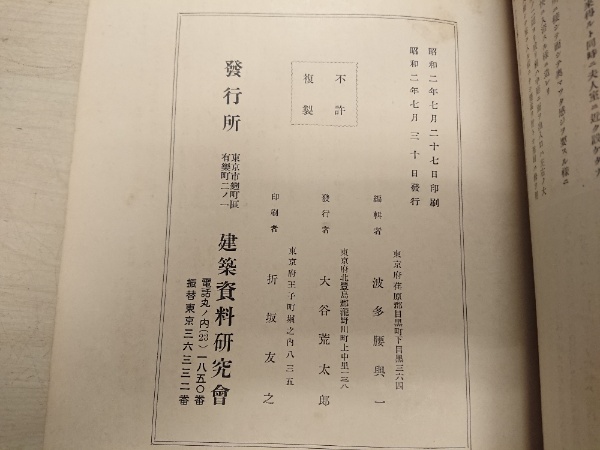 昭和二年七月二十七日印刷
昭和二年七月三十日發行
不許
複製
東京府荏原郡目黒町下目黒三六四
編輯者　波多腰與一
東京府北豊島郡瀧野川町上中里一三八
發行者　大谷荒太郎
東京府王子町堀之内八三五
印刷者　折坂友之
發行所
東京市麹町區
有樂町二ノ一
建築資料研究會
電話丸ノ内(23)一八五〇番
振替東京三六三三二番